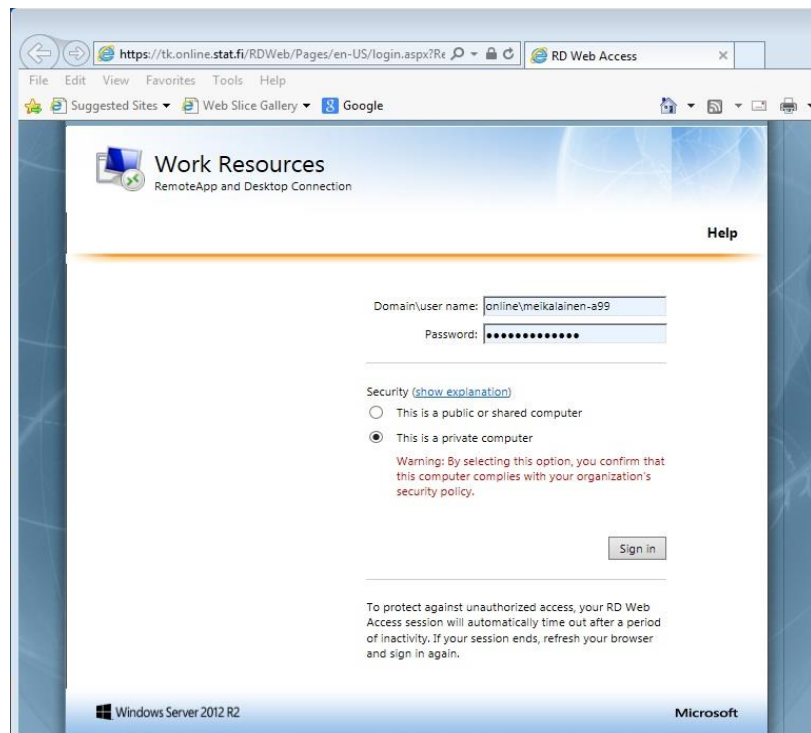 https://tk.online.stat.fi/RDWeb/Pages/en-US/login.aspx?Re
RD Web Access
File Edit View Favorites Tools Help
Suggested Sites Web Slice Gallery Google
Work Resources
RemoteApp and Desktop Connection
Help
Domain\user name: online\meikalainen-a99
Password: •••••••••••••
Security (show explanation)
This is a public or shared computer
This is a private computer
Warning: By selecting this option, you confirm that
this computer complies with your organization's
security policy.
Sign in
To protect against unauthorized access, your RD Web
Access session will automatically time out after a period
of inactivity. If your session ends, refresh your browser
and sign in again.
Windows Server 2012 R2
Microsoft